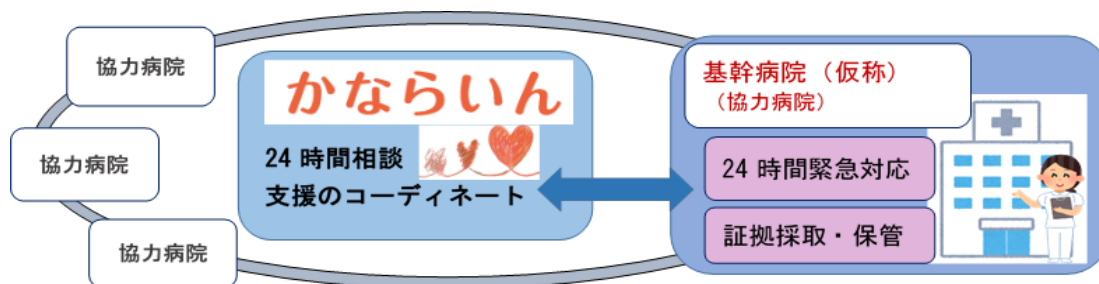 協力病院
協力病院
協力病院
かならいん
24 時間相談
支援のコーディネート
基幹病院（仮称）
（協力病院）
24 時間緊急対応
証拠採取・保管